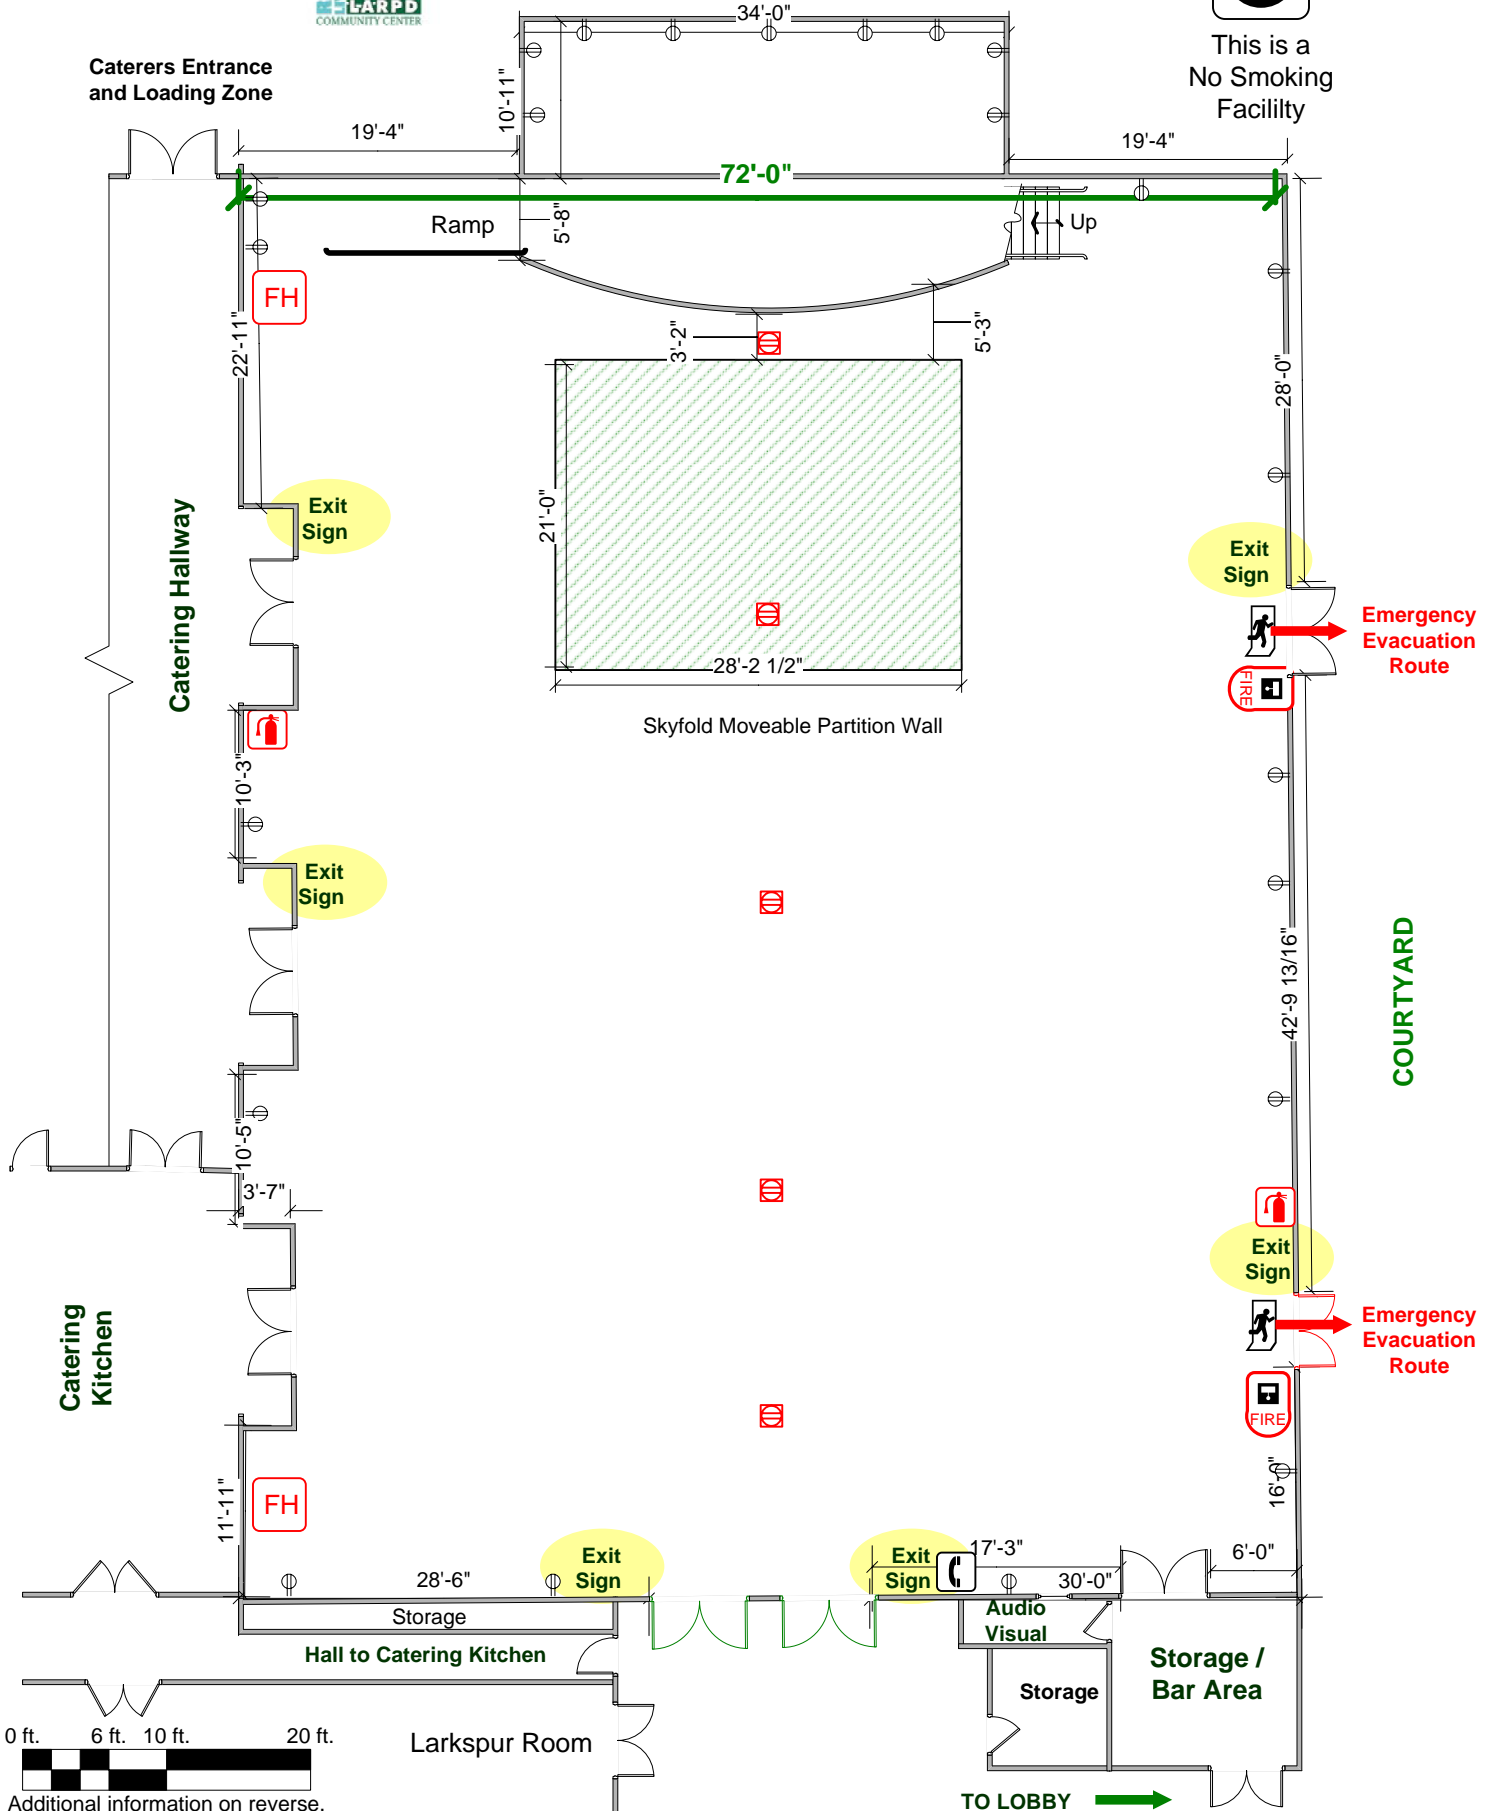 LARPD
COMMUNITY CENTER
34'-0"
This is a
No Smoking
Facililty
Caterers Entrance
and Loading Zone
10'-11"
19'-4"
19'-4"
72'-0"
Ramp
5'-8"
Up
FH
22'-11"
3'-2"
5'-3"
28'-0"
Exit
Sign
21'-0"
Exit
Sign
Catering Hallway
Emergency
Evacuation
Route
FIRE
28'-2 1/2"
Skyfold Moveable Partition Wall
10'-3"
Exit
Sign
42'-9 13/16"
COURTYARD
10'-5"
3'-7"
Exit
Sign
Catering
Kitchen
Emergency
Evacuation
Route
FIRE
11'-11"
FH
16'-0"
Exit
Sign
Exit
Sign
17'-3"
6'-0"
28'-6"
30'-0"
Storage
Audio
Visual
Hall to Catering Kitchen
Storage /
Bar Area
Storage
0 ft. 6 ft. 10 ft. 20 ft.
Larkspur Room
Additional information on reverse.
TO LOBBY